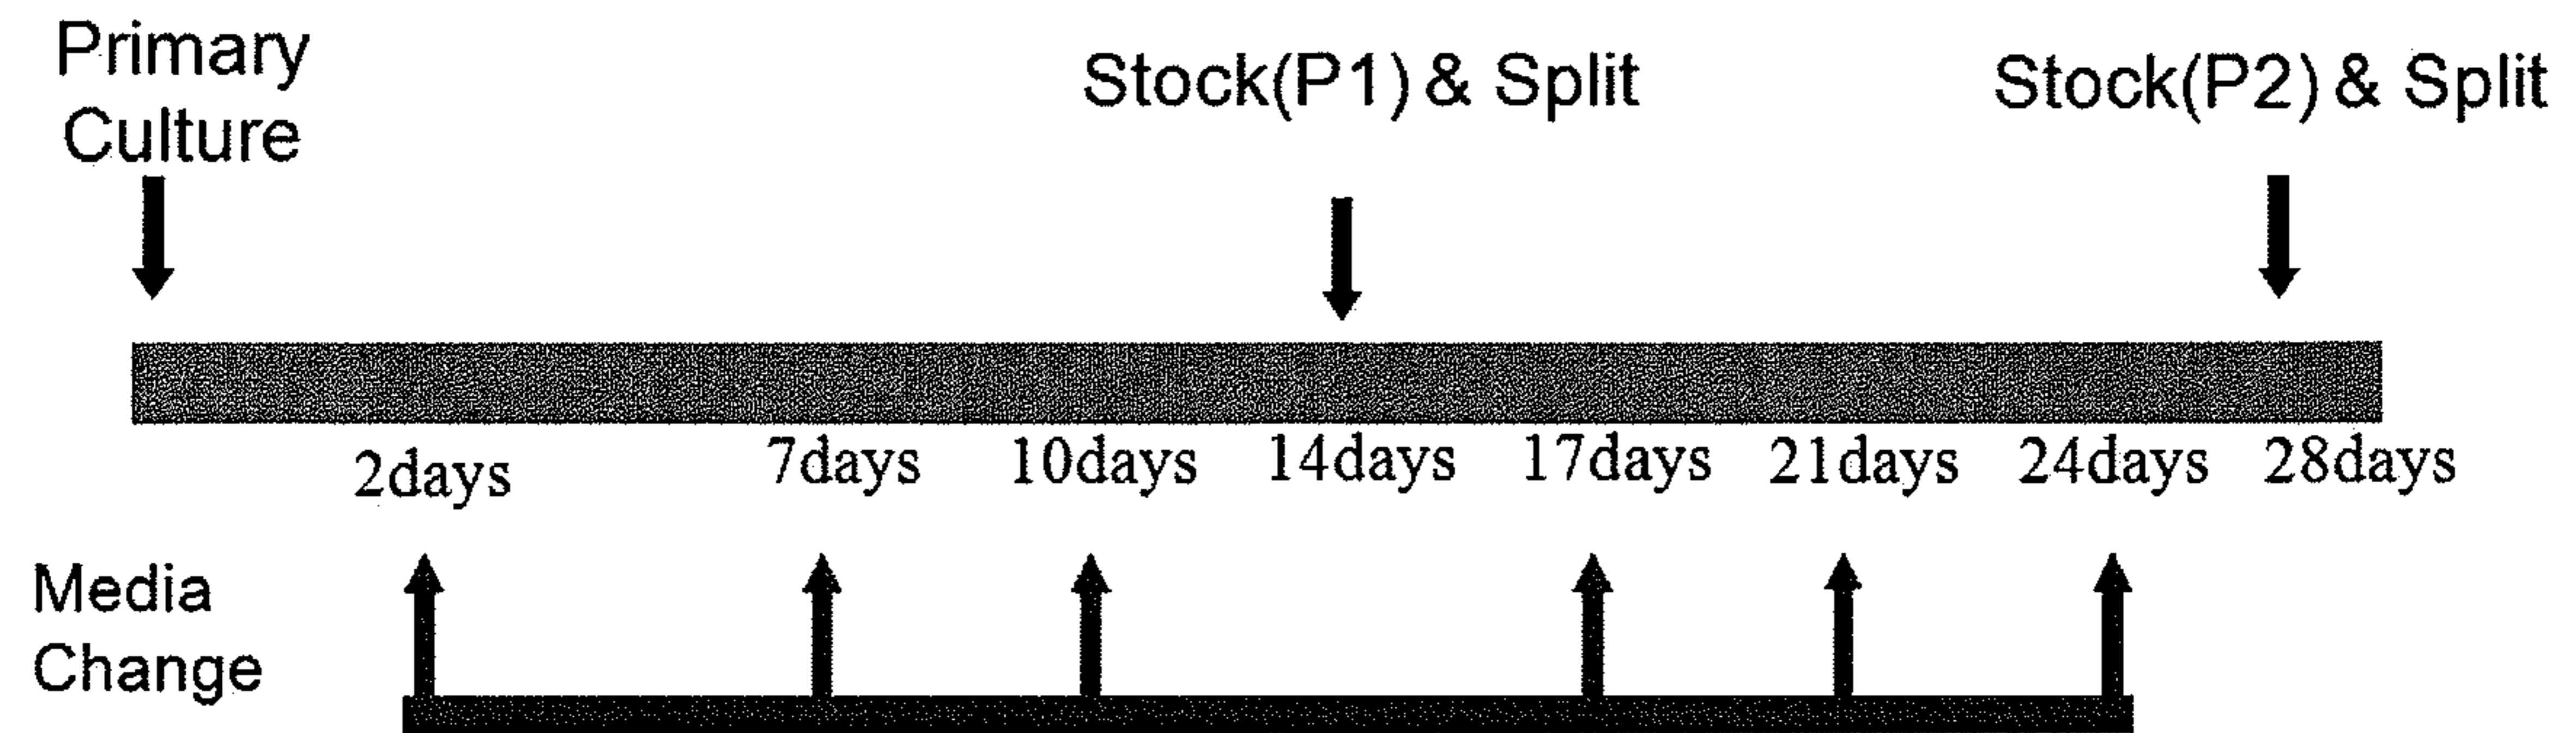 Primary
Culture
Stock(P1) & Split
Stock(P2) & Split
2days
7days
10days
14days
17days
21days
24days
28days
Media
Change